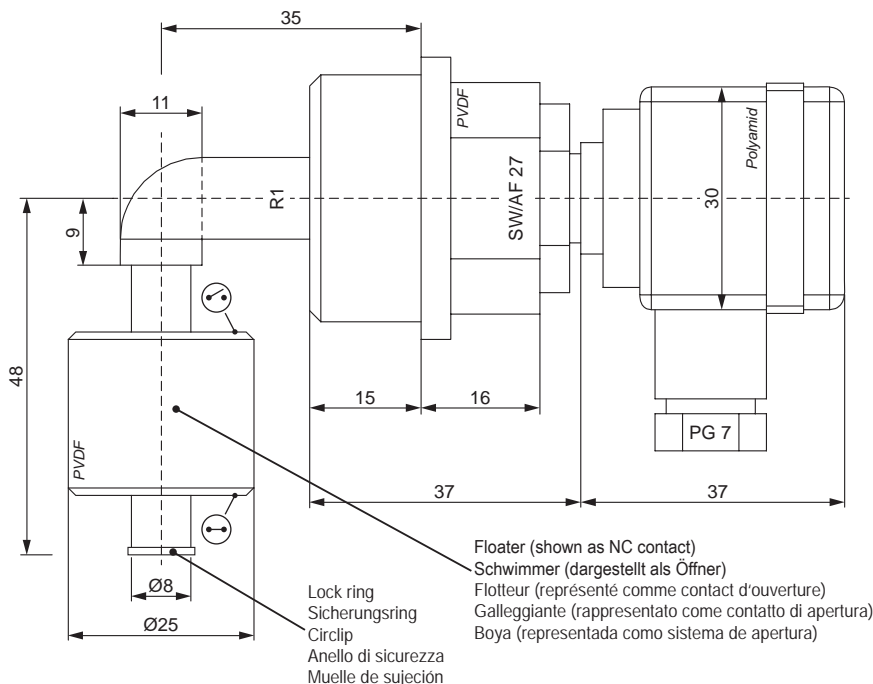 35
11
PVDF
Polyamid
R1
SW/AF 27
30
9
48
15
16
PG 7
PVDF
37
37
Ø8
Ø25
Floater (shown as NC contact)
Schwimmer (dargestellt als Öffner)
Flotteur (représenté comme contact d'ouverture)
Galleggiante (rappresentato come contatto di apertura)
Boya (representada como sistema de apertura)
Lock ring
Sicherungsring
Circlip
Anello di sicurezza
Muelle de sujeción